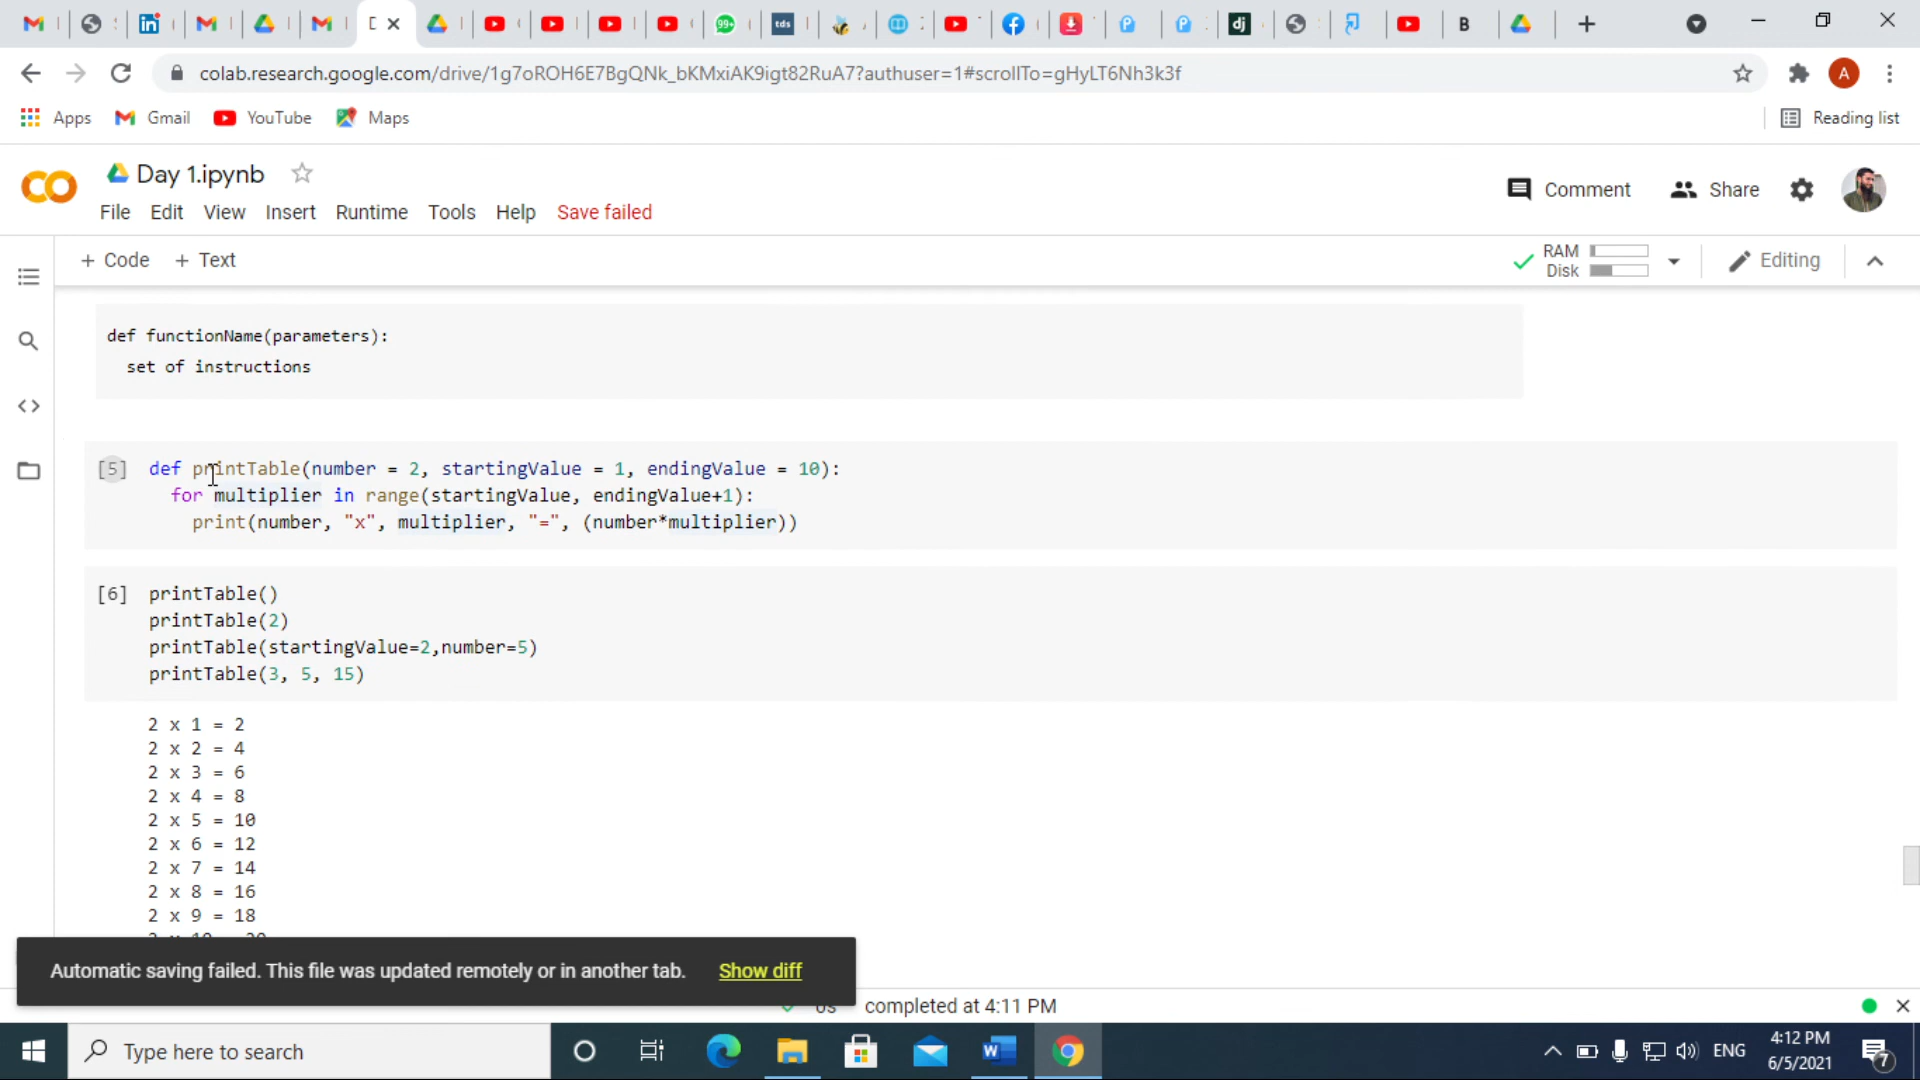 colab.research.google.com/drive/1g7oROH6E7BgQNk_bKMxiAK9igt82RuA7?authuser=1#scrollTo=gHyLT6Nh3k3f
A
Apps Gmail YouTube Maps Reading list
CO Day 1.ipynb
Comment Share
File Edit View Insert Runtime Tools Help Save failed
+ Code + Text RAM Disk Editing
def functionName(parameters):
set of instructions
[5] def printTable(number = 2, startingValue = 1, endingValue = 10):
for multiplier in range(startingValue, endingValue+1):
print(number, "x", multiplier, "=", (number*multiplier))
[6] printTable()
printTable(2)
printTable(startingValue=2,number=5)
printTable(3, 5, 15)
2 x 1 = 2
2 x 2 = 4
2 x 3 = 6
2 x 4 = 8
2 x 5 = 10
2 x 6 = 12
2 x 7 = 14
2 x 8 = 16
2 x 9 = 18
Automatic saving failed. This file was updated remotely or in another tab. Show diff
completed at 4:11 PM
Type here to search
ENG
4:12 PM
6/5/2021
7